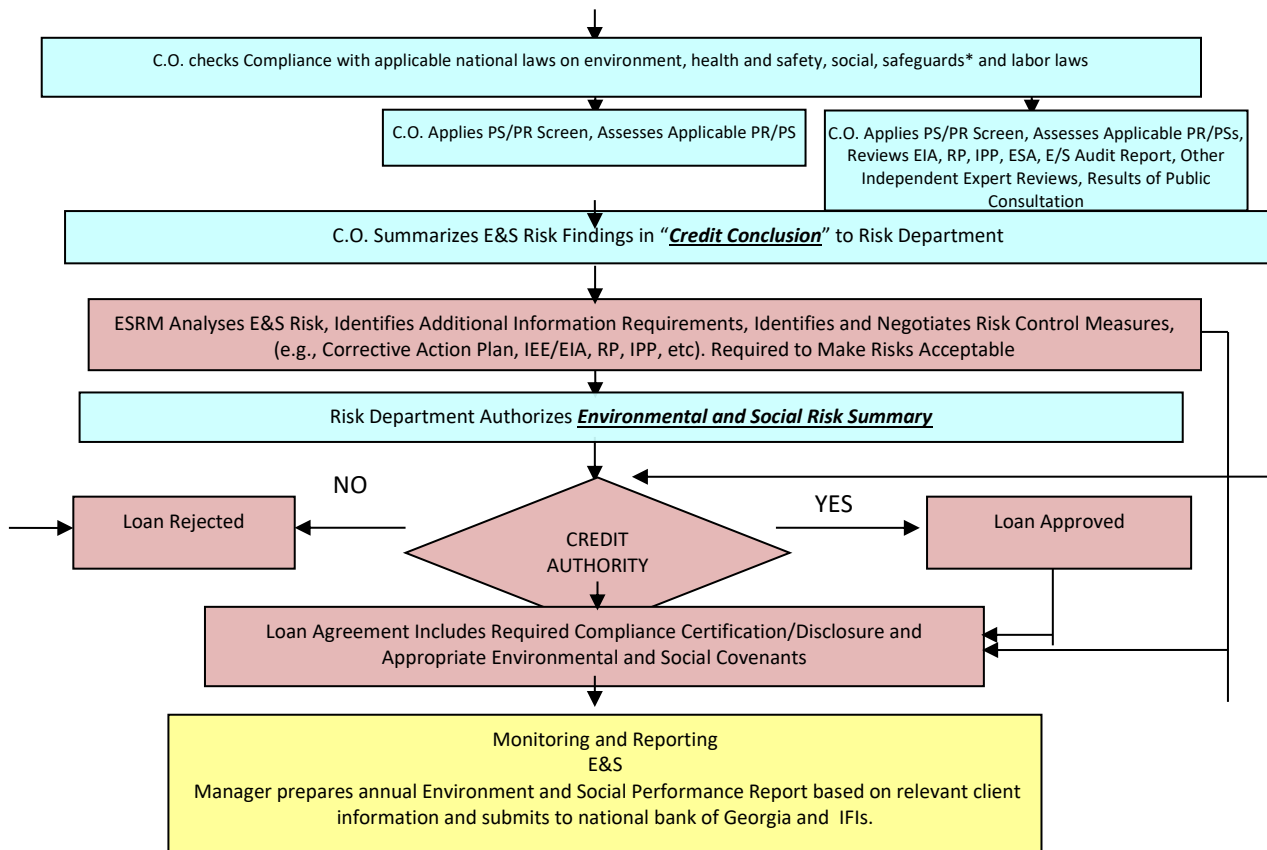 C.O. checks Compliance with applicable national laws on environment, health and safety, social, safeguards* and labor laws
C.O. Applies PS/PR Screen, Assesses Applicable PR/PS
C.O. Applies PS/PR Screen, Assesses Applicable PR/PSs,
Reviews EIA, RP, IPP, ESA, E/S Audit Report, Other
Independent Expert Reviews, Results of Public
Consultation
C.O. Summarizes E&S Risk Findings in “Credit Conclusion” to Risk Department
ESRM Analyses E&S Risk, Identifies Additional Information Requirements, Identifies and Negotiates Risk Control Measures,
(e.g., Corrective Action Plan, IEE/EIA, RP, IPP, etc). Required to Make Risks Acceptable
Risk Department Authorizes Environmental and Social Risk Summary
NO
YES
Loan Rejected
CREDIT
AUTHORITY
Loan Approved
Loan Agreement Includes Required Compliance Certification/Disclosure and
Appropriate Environmental and Social Covenants
Monitoring and Reporting
E&S
Manager prepares annual Environment and Social Performance Report based on relevant client
information and submits to national bank of Georgia and IFIs.